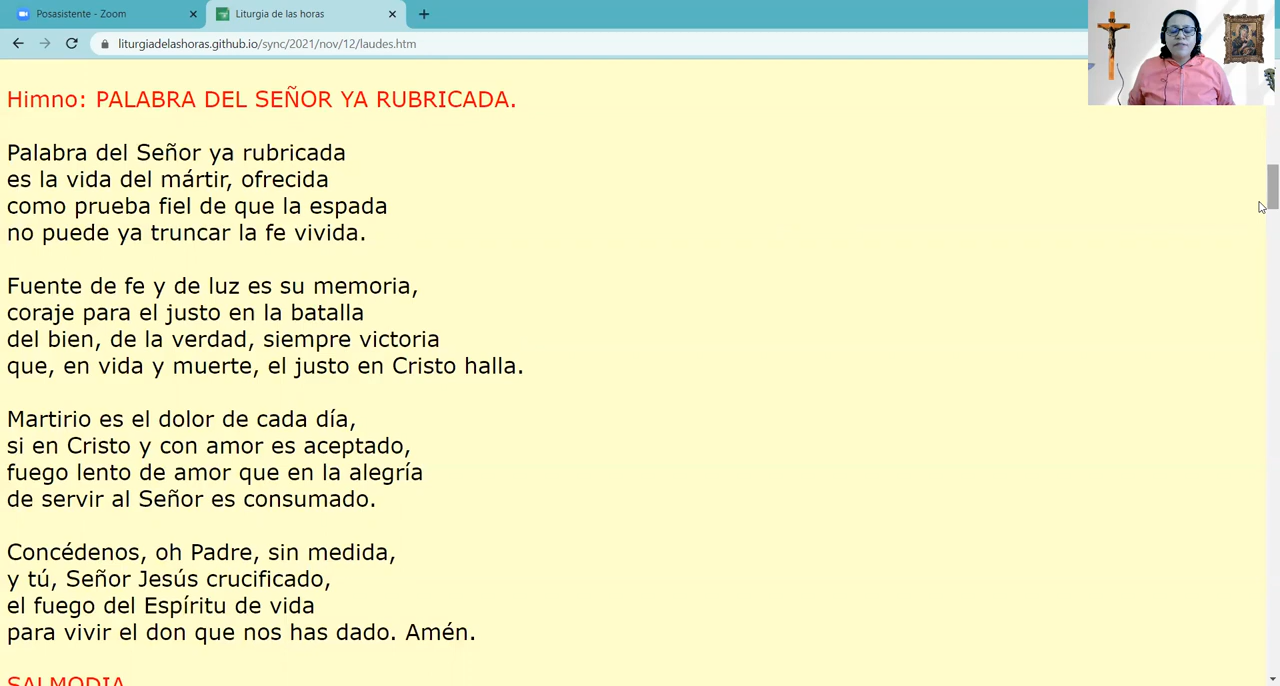 Posasistente - Zoom
Liturgia de las horas
liturgiadelashoras.github.io/sync/2021/nov/12/laudes.htm
Himno: PALABRA DEL SEÑOR YA RUBRICADA.
Palabra del Señor ya rubricada
es la vida del mártir, ofrecida
como prueba fiel de que la espada
no puede ya truncar la fe vivida.
Fuente de fe y de luz es su memoria,
coraje para el justo en la batalla
del bien, de la verdad, siempre victoria
que, en vida y muerte, el justo en Cristo halla.
Martirio es el dolor de cada día,
si en Cristo y con amor es aceptado,
fuego lento de amor que en la alegría
de servir al Señor es consumado.
Concédenos, oh Padre, sin medida,
y tú, Señor Jesús crucificado,
el fuego del Espíritu de vida
para vivir el don que nos has dado. Amén.
SALMODIA